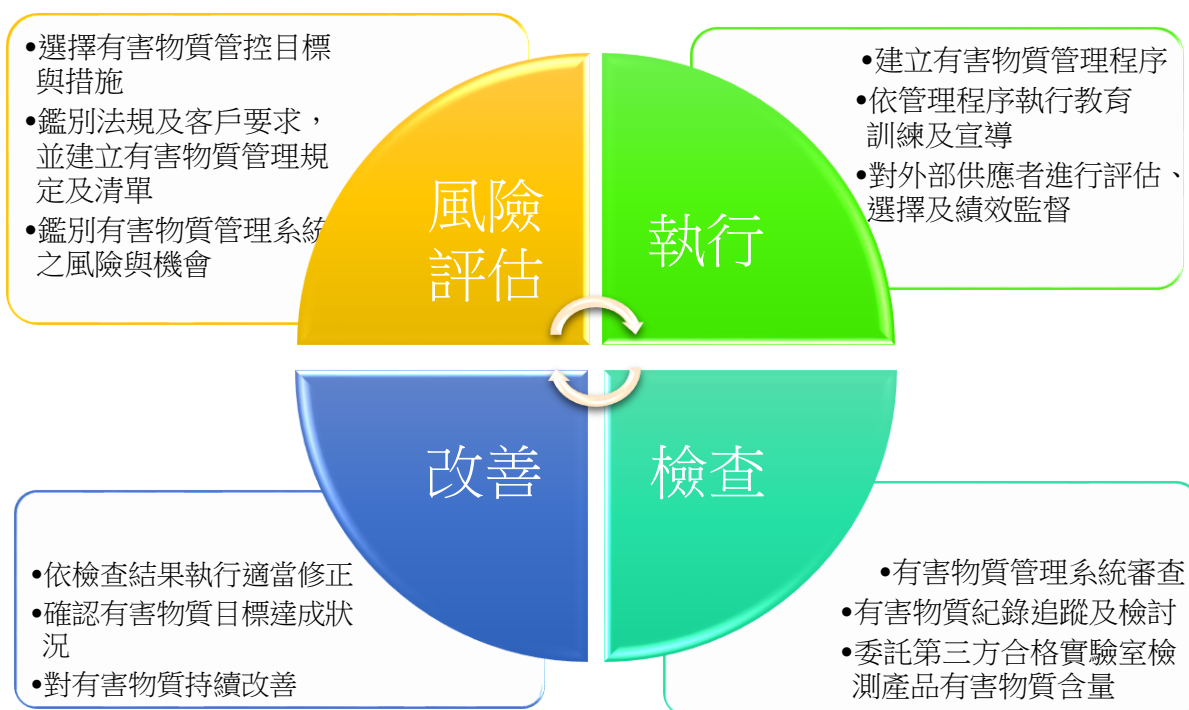 •選擇有害物質管控目標
與措施
•鑑別法規及客戶要求，
並建立有害物質管理規
定及清單
•鑑別有害物質管理系統
之風險與機會
風險
評估
執行
•建立有害物質管理程序
•依管理程序執行教育
訓練及宣導
•對外部供應者進行評估、
選擇及績效監督
改善
檢查
•依檢查結果執行適當修正
•確認有害物質目標達成狀
況
•對有害物質持續改善
•有害物質管理系統審查
•有害物質紀錄追蹤及檢討
•委託第三方合格實驗室檢
測產品有害物質含量